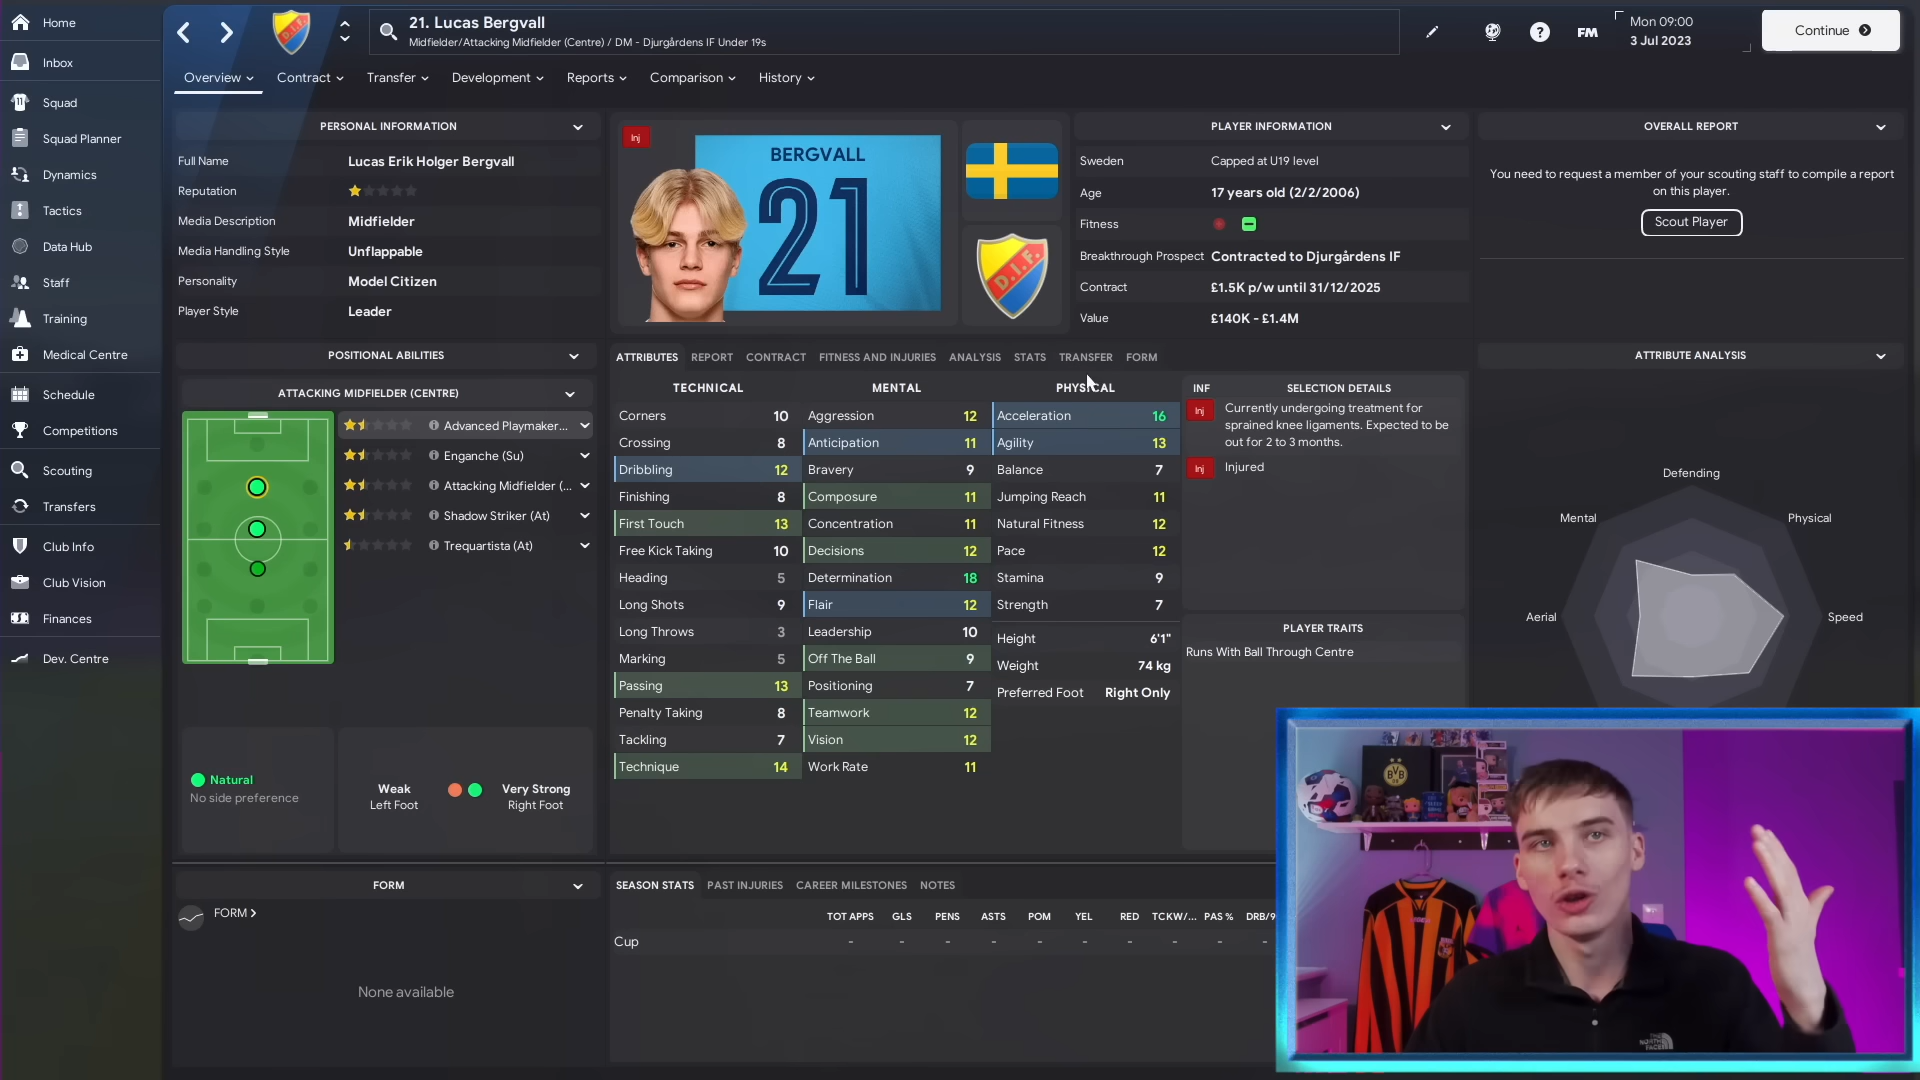 Home
Inbox
Squad
Squad Planner
Dynamics
Tactics
Data Hub
Staff
Training
Medical Centre
Schedule
Competitions
Scouting
Transfers
Club Info
Club Vision
Finances
Dev. Centre
21. Lucas Bergvall
Midfielder/Attacking Midfielder (Centre) / DM - Djurgårdens IF Under 19s
FM
Mon 09:00
3 Jul 2023
Continue
Overview Contract Transfer Development Reports Comparison History
PERSONAL INFORMATION
Full Name Lucas Erik Holger Bergvall
Reputation
Media Description Midfielder
Media Handling Style Unflappable
Personality Model Citizen
Player Style Leader
Inj
BERGVALL
21
D.I.F.
PLAYER INFORMATION
Sweden Capped at U19 level
Age 17 years old (2/2/2006)
Fitness
Breakthrough Prospect Contracted to Djurgårdens IF
Contract £1.5K p/w until 31/12/2025
Value £140K - £1.4M
OVERALL REPORT
You need to request a member of your scouting staff to compile a report
on this player.
Scout Player
POSITIONAL ABILITIES
ATTACKING MIDFIELDER (CENTRE)
Advanced Playmaker...
Enganche (Su)
Attacking Midfielder (...
Shadow Striker (At)
Trequartista (At)
Natural
No side preference
Weak
Left Foot
Very Strong
Right Foot
ATTRIBUTES REPORT CONTRACT FITNESS AND INJURIES ANALYSIS STATS TRANSFER FORM
TECHNICAL
Corners 10
Crossing 8
Dribbling 12
Finishing 8
First Touch 13
Free Kick Taking 10
Heading 5
Long Shots 9
Long Throws 3
Marking 5
Passing 13
Penalty Taking 8
Tackling 7
Technique 14
MENTAL
Aggression 12
Anticipation 11
Bravery 9
Composure 11
Concentration 11
Decisions 12
Determination 18
Flair 12
Leadership 10
Off The Ball 9
Positioning 7
Teamwork 12
Vision 12
Work Rate 11
PHYSICAL
Acceleration 16
Agility 13
Balance 7
Jumping Reach 11
Natural Fitness 12
Pace 12
Stamina 9
Strength 7
Height 6'1"
Weight 74 kg
Preferred Foot Right Only
INF SELECTION DETAILS
Inj Currently undergoing treatment for
sprained knee ligaments. Expected to be
out for 2 to 3 months.
Inj Injured
PLAYER TRAITS
Runs With Ball Through Centre
ATTRIBUTE ANALYSIS
Defending
Mental
Physical
Aerial
Speed
FORM
FORM
None available
SEASON STATS PAST INJURIES CAREER MILESTONES NOTES
TOT APPS GLS PENS ASTS POM YEL RED TCKW/... PAS % DRB/9
Cup - - - - - - - - - -
BVB
09
THE
NORTH
FACE